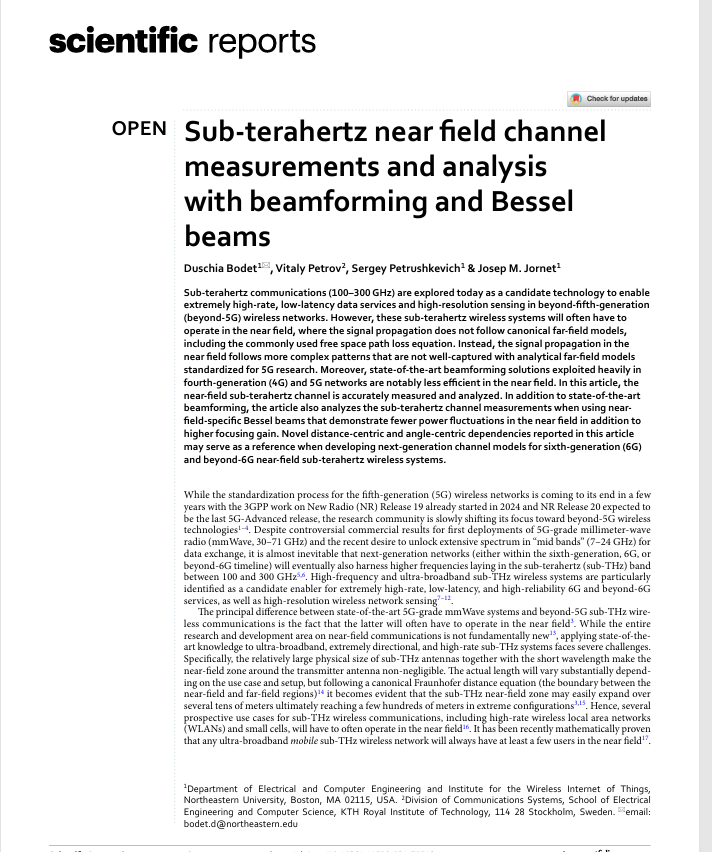 scientific reports
Check for updates
OPEN
Sub-terahertz near field channel
measurements and analysis
with beamforming and Bessel
beams
Duschia Bodet1✉, Vitaly Petrov2, Sergey Petrushkevich1 & Josep M. Jornet1
Sub-terahertz communications (100–300 GHz) are explored today as a candidate technology to enable
extremely high-rate, low-latency data services and high-resolution sensing in beyond-fifth-generation
(beyond-5G) wireless networks. However, these sub-terahertz wireless systems will often have to
operate in the near field, where the signal propagation does not follow canonical far-field models,
including the commonly used free space path loss equation. Instead, the signal propagation in the
near field follows more complex patterns that are not well-captured with analytical far-field models
standardized for 5G research. Moreover, state-of-the-art beamforming solutions exploited heavily in
fourth-generation (4G) and 5G networks are notably less efficient in the near field. In this article, the
near-field sub-terahertz channel is accurately measured and analyzed. In addition to state-of-the-art
beamforming, the article also analyzes the sub-terahertz channel measurements when using near-
field-specific Bessel beams that demonstrate fewer power fluctuations in the near field in addition to
higher focusing gain. Novel distance-centric and angle-centric dependencies reported in this article
may serve as a reference when developing next-generation channel models for sixth-generation (6G)
and beyond-6G near-field sub-terahertz wireless systems.
While the standardization process for the fifth-generation (5G) wireless networks is coming to its end in a few
years with the 3GPP work on New Radio (NR) Release 19 already started in 2024 and NR Release 20 expected to
be the last 5G-Advanced release, the research community is slowly shifting its focus toward beyond-5G wireless
technologies1–4. Despite controversial commercial results for first deployments of 5G-grade millimeter-wave
radio (mmWave, 30–71 GHz) and the recent desire to unlock extensive spectrum in “mid bands” (7–24 GHz) for
data exchange, it is almost inevitable that next-generation networks (either within the sixth-generation, 6G, or
beyond-6G timeline) will eventually also harness higher frequencies laying in the sub-terahertz (sub-THz) band
between 100 and 300 GHz5,6. High-frequency and ultra-broadband sub-THz wireless systems are particularly
identified as a candidate enabler for extremely high-rate, low-latency, and high-reliability 6G and beyond-6G
services, as well as high-resolution wireless network sensing7–12.
The principal difference between state-of-the-art 5G-grade mmWave systems and beyond-5G sub-THz wire-
less communications is the fact that the latter will often have to operate in the near field3. While the entire
research and development area on near-field communications is not fundamentally new13, applying state-of-the-
art knowledge to ultra-broadband, extremely directional, and high-rate sub-THz systems faces severe challenges.
Specifically, the relatively large physical size of sub-THz antennas together with the short wavelength make the
near-field zone around the transmitter antenna non-negligible. The actual length will vary substantially depend-
ing on the use case and setup, but following a canonical Fraunhofer distance equation (the boundary between the
near-field and far-field regions)14 it becomes evident that the sub-THz near-field zone may easily expand over
several tens of meters ultimately reaching a few hundreds of meters in extreme configurations3,15. Hence, several
prospective use cases for sub-THz wireless communications, including high-rate wireless local area networks
(WLANs) and small cells, will have to often operate in the near field16. It has been recently mathematically proven
that any ultra-broadband mobile sub-THz wireless network will always have at least a few users in the near field17.
1Department of Electrical and Computer Engineering and Institute for the Wireless Internet of Things,
Northeastern University, Boston, MA 02115, USA. 2Division of Communications Systems, School of Electrical
Engineering and Computer Science, KTH Royal Institute of Technology, 114 28 Stockholm, Sweden. ✉email:
bodet.d@northeastern.edu